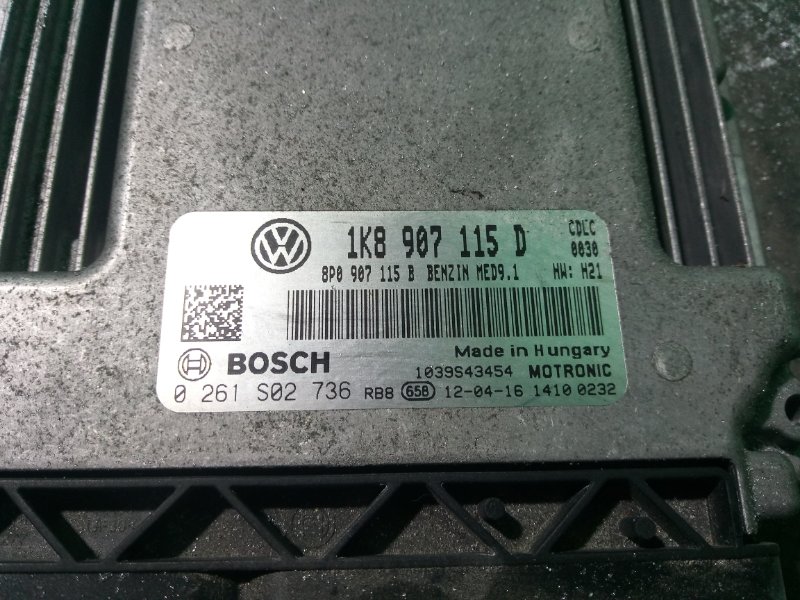 1K8 907 115 D CDLC
0030
8P0 907 115 B BENZIN MED9.1 HW: H21
Made in Hungary
BOSCH 1039S43454 MOTRONIC
0 261 S02 736 RB8 658 12-04-16 1410 0232